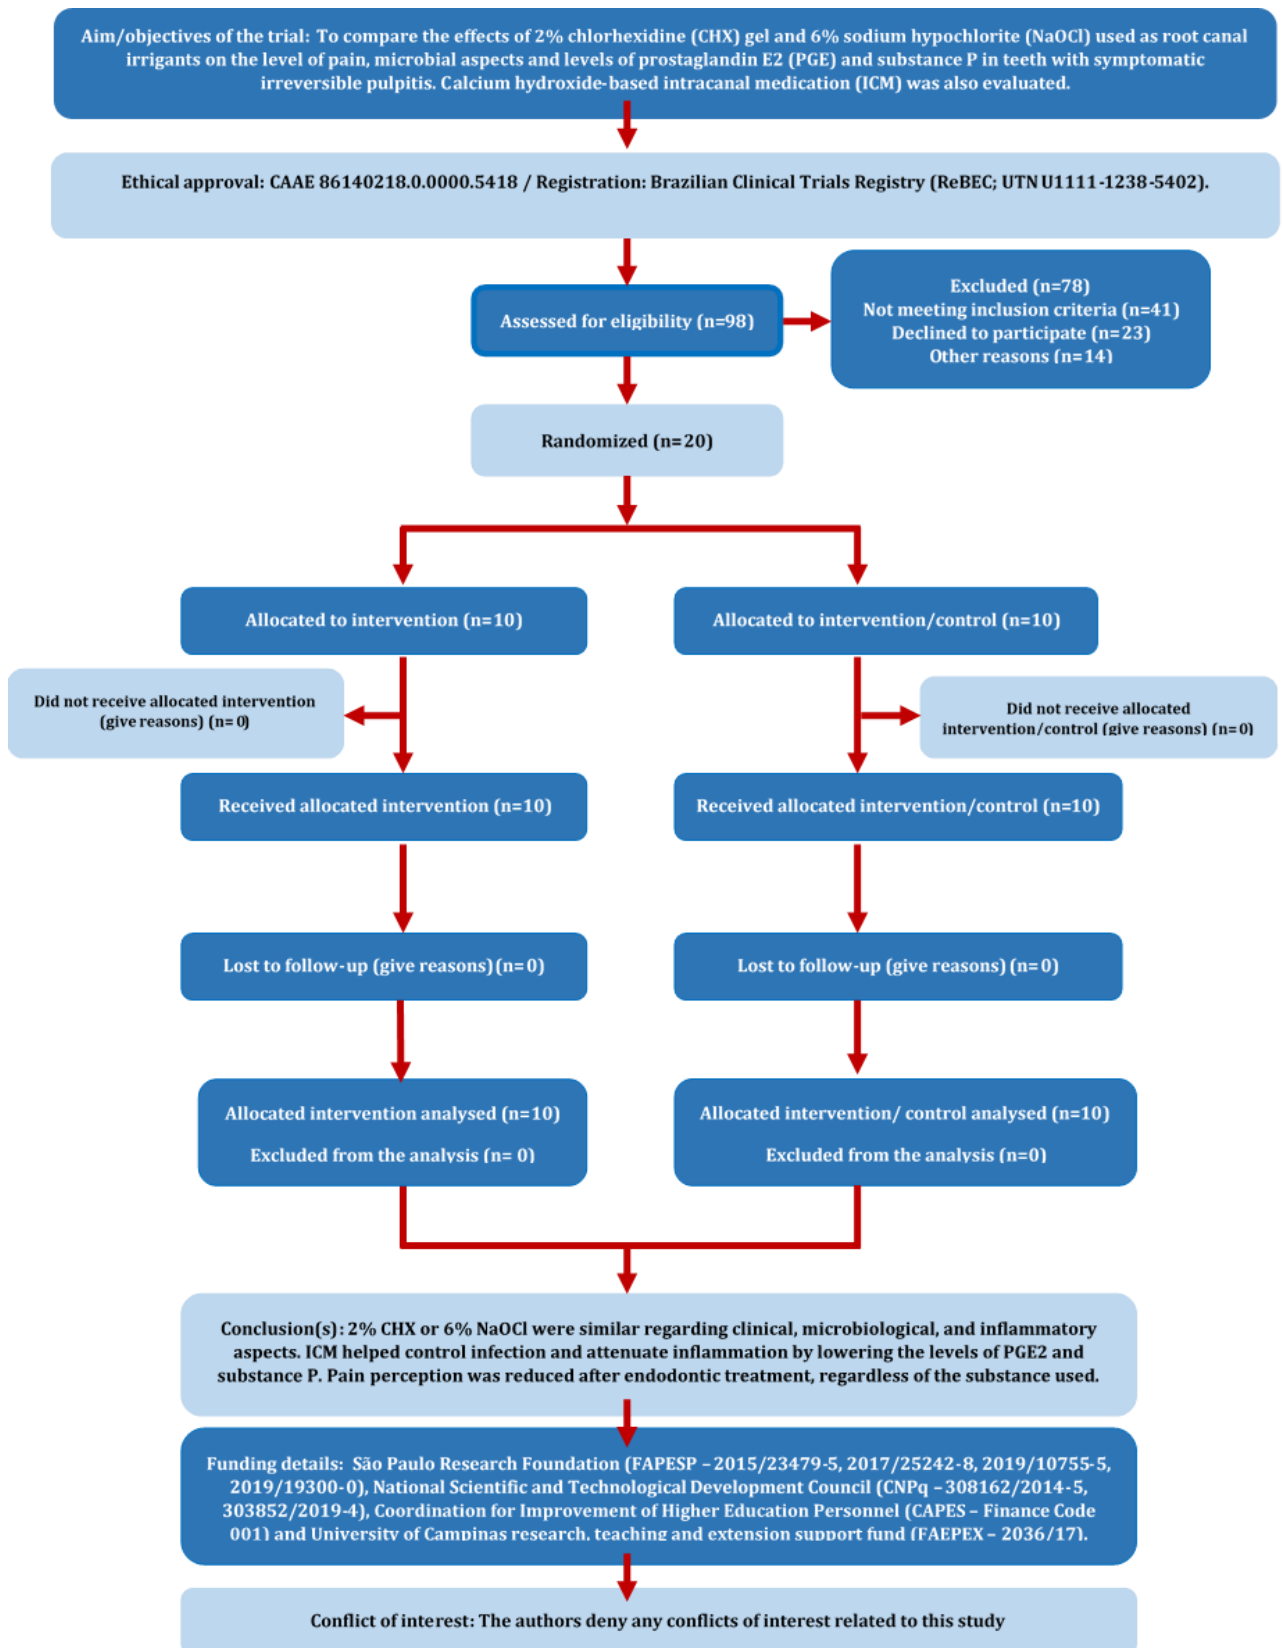 Aim/objectives of the trial: To compare the effects of 2% chlorhexidine (CHX) gel and 6% sodium hypochlorite (NaOCl) used as root canal
irrigants on the level of pain, microbial aspects and levels of prostaglandin E2 (PGE) and substance P in teeth with symptomatic
irreversible pulpitis. Calcium hydroxide-based intracanal medication (ICM) was also evaluated.
Ethical approval: CAAE 86140218.0.0000.5418 / Registration: Brazilian Clinical Trials Registry (ReBEC; UTN U1111-1238-5402).
Assessed for eligibility (n=98)
Excluded (n=78)
Not meeting inclusion criteria (n=41)
Declined to participate (n=23)
Other reasons (n=14)
Randomized (n=20)
Allocated to intervention (n=10)
Allocated to intervention/control (n=10)
Did not receive allocated intervention
(give reasons) (n=0)
Did not receive allocated
intervention/control (give reasons) (n=0)
Received allocated intervention (n=10)
Received allocated intervention/control (n=10)
Lost to follow-up (give reasons) (n=0)
Lost to follow-up (give reasons) (n=0)
Allocated intervention analysed (n=10)
Excluded from the analysis (n= 0)
Allocated intervention/ control analysed (n=10)
Excluded from the analysis (n=0)
Conclusion(s): 2% CHX or 6% NaOCl were similar regarding clinical, microbiological, and inflammatory
aspects. ICM helped control infection and attenuate inflammation by lowering the levels of PGE2 and
substance P. Pain perception was reduced after endodontic treatment, regardless of the substance used.
Funding details: São Paulo Research Foundation (FAPESP – 2015/23479-5, 2017/25242-8, 2019/10755-5,
2019/19300-0), National Scientific and Technological Development Council (CNPq – 308162/2014-5,
303852/2019-4), Coordination for Improvement of Higher Education Personnel (CAPES – Finance Code
001) and University of Campinas research, teaching and extension support fund (FAEPEX – 2036/17).
Conflict of interest: The authors deny any conflicts of interest related to this study